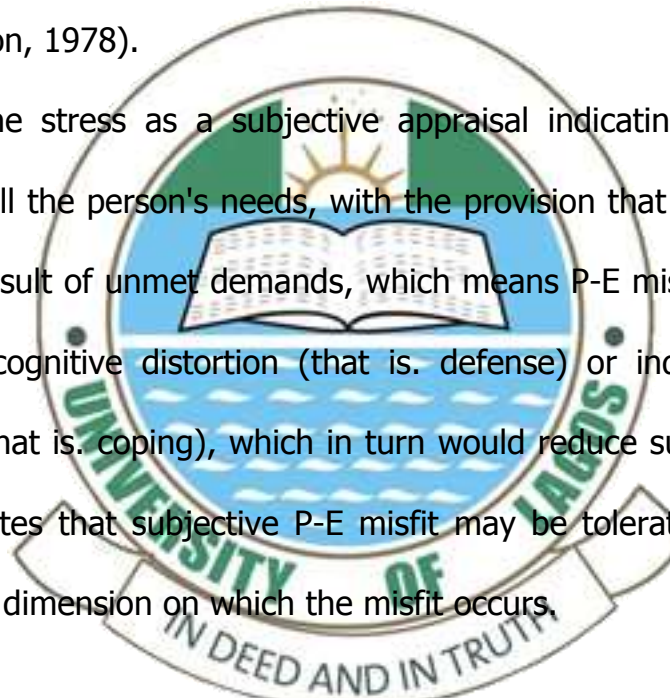 on, 1978).
ne stress as a subjective appraisal indicatin
ll the person's needs, with the provision that
sult of unmet demands, which means P-E mis
cognitive distortion (that is. defense) or inc
hat is. coping), which in turn would reduce su
tes that subjective P-E misfit may be tolerat
dimension on which the misfit occurs.
UNIVERSITY OF LAGOS
IN DEED AND IN TRUTH